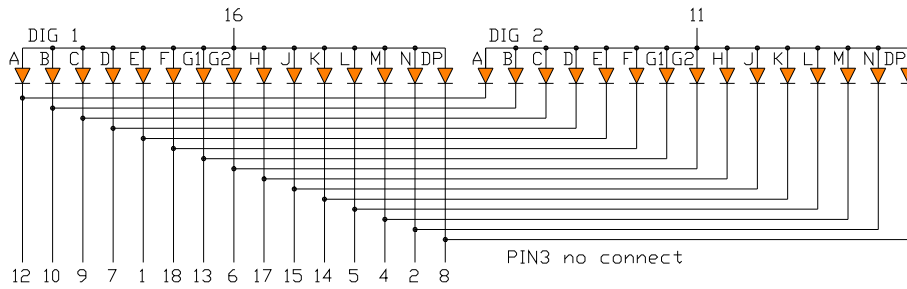 16 11
DIG 1 DIG 2
A B C D E F G1 G2 H J K L M N DP A B C D E F G1 G2 H J K L M N DP
PIN3 no connect
12 10 9 7 1 18 13 6 17 15 14 5 4 2 8